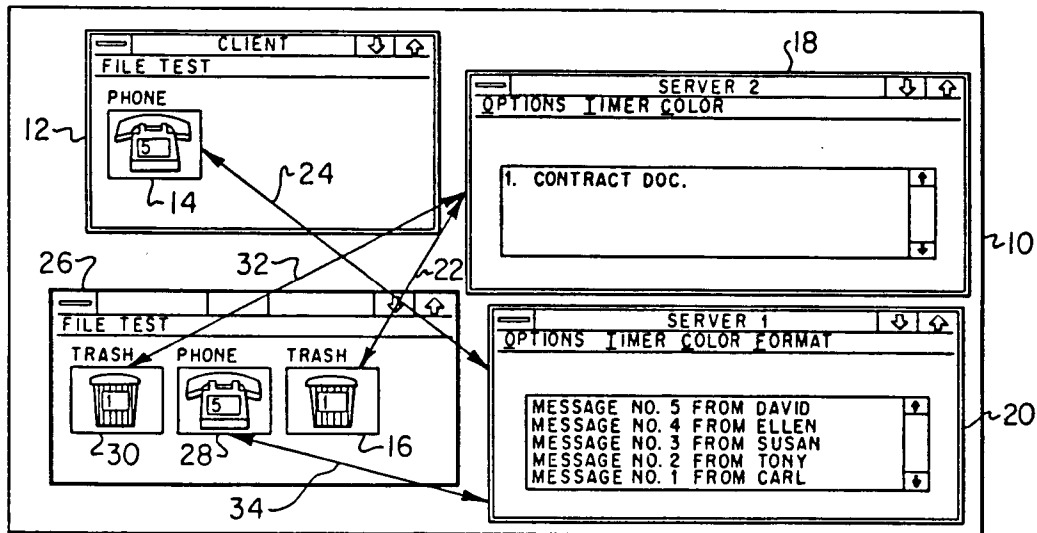 CLIENT
FILE TEST
PHONE
5
12
14
24
18
SERVER 2
OPTIONS TIMER COLOR
1. CONTRACT DOC.
10
26
32
22
FILE TEST
TRASH PHONE TRASH
1 5 1
30 28 16
34
SERVER 1
OPTIONS TIMER COLOR FORMAT
MESSAGE NO. 5 FROM DAVID
MESSAGE NO. 4 FROM ELLEN
MESSAGE NO. 3 FROM SUSAN
MESSAGE NO. 2 FROM TONY
MESSAGE NO. 1 FROM CARL
20